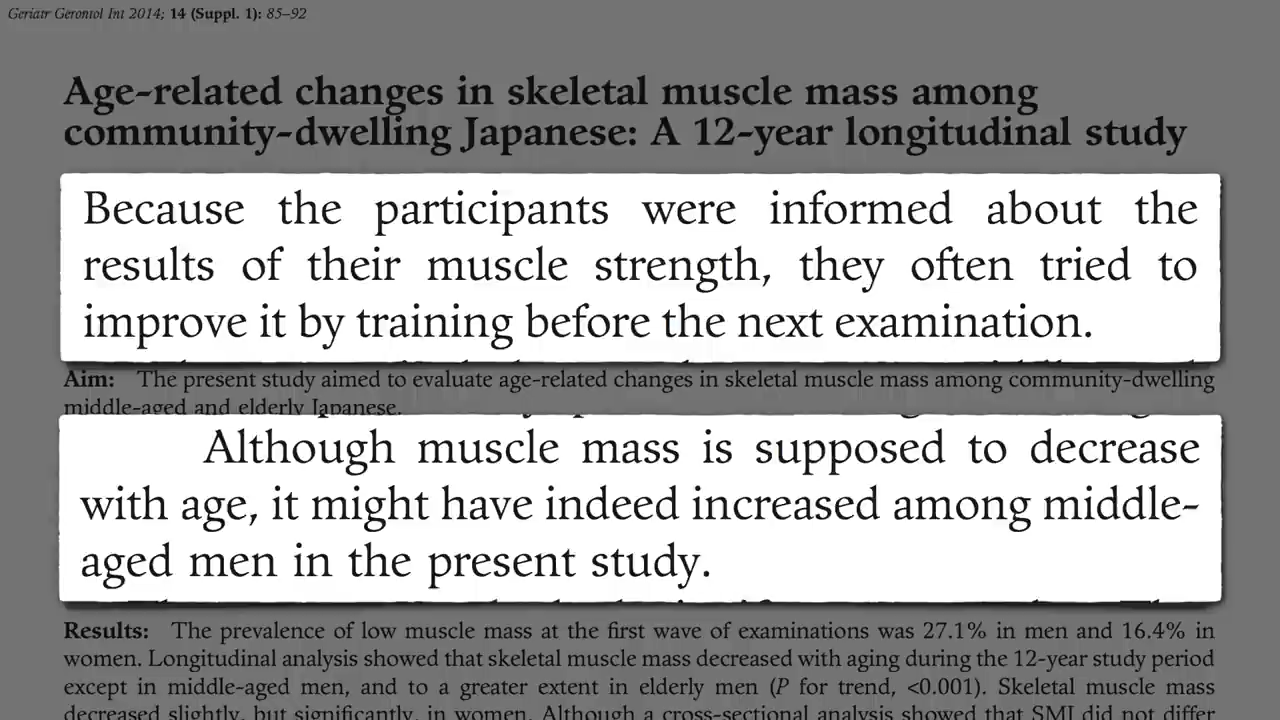 Geriatr Gerontol Int 2014; 14 (Suppl. 1): 85–92
Age-related changes in skeletal muscle mass among
community-dwelling Japanese: A 12-year longitudinal study
Because the participants were informed about the
results of their muscle strength, they often tried to
improve it by training before the next examination.
Aim: The present study aimed to evaluate age-related changes in skeletal muscle mass among community-dwelling
middle-aged and elderly Japanese.
Although muscle mass is supposed to decrease
with age, it might have indeed increased among middle-
aged men in the present study.
Results: The prevalence of low muscle mass at the first wave of examinations was 27.1% in men and 16.4% in
women. Longitudinal analysis showed that skeletal muscle mass decreased with aging during the 12-year study period
except in middle-aged men, and to a greater extent in elderly men (P for trend, <0.001). Skeletal muscle mass
decreased slightly, but significantly, in women. Although a cross-sectional analysis showed that SMI did not differ